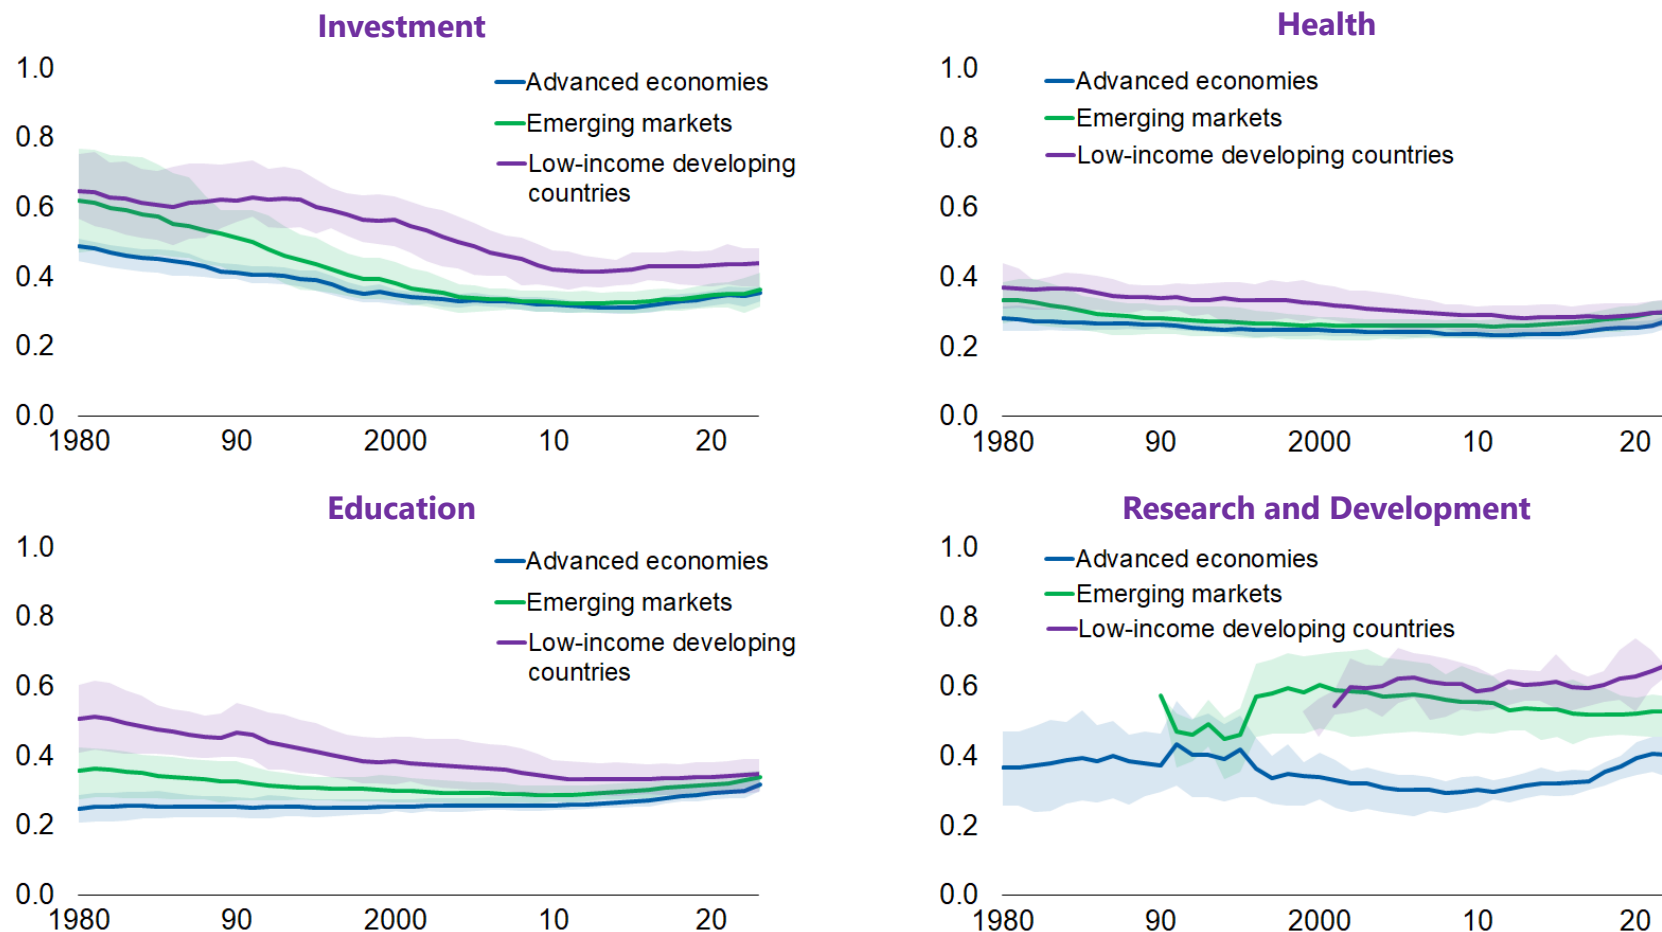 Investment
1.0
0.8
0.6
0.4
0.2
0.0
Advanced economies
Emerging markets
Low-income developing
countries
1980 90 2000 10 20
Health
1.0
0.8
0.6
0.4
0.2
0.0
Advanced economies
Emerging markets
Low-income developing countries
1980 90 2000 10 20
Education
1.0
0.8
0.6
0.4
0.2
0.0
Advanced economies
Emerging markets
Low-income developing
countries
1980 90 2000 10 20
Research and Development
1.0
0.8
0.6
0.4
0.2
0.0
Advanced economies
Emerging markets
Low-income developing countries
1980 90 2000 10 20